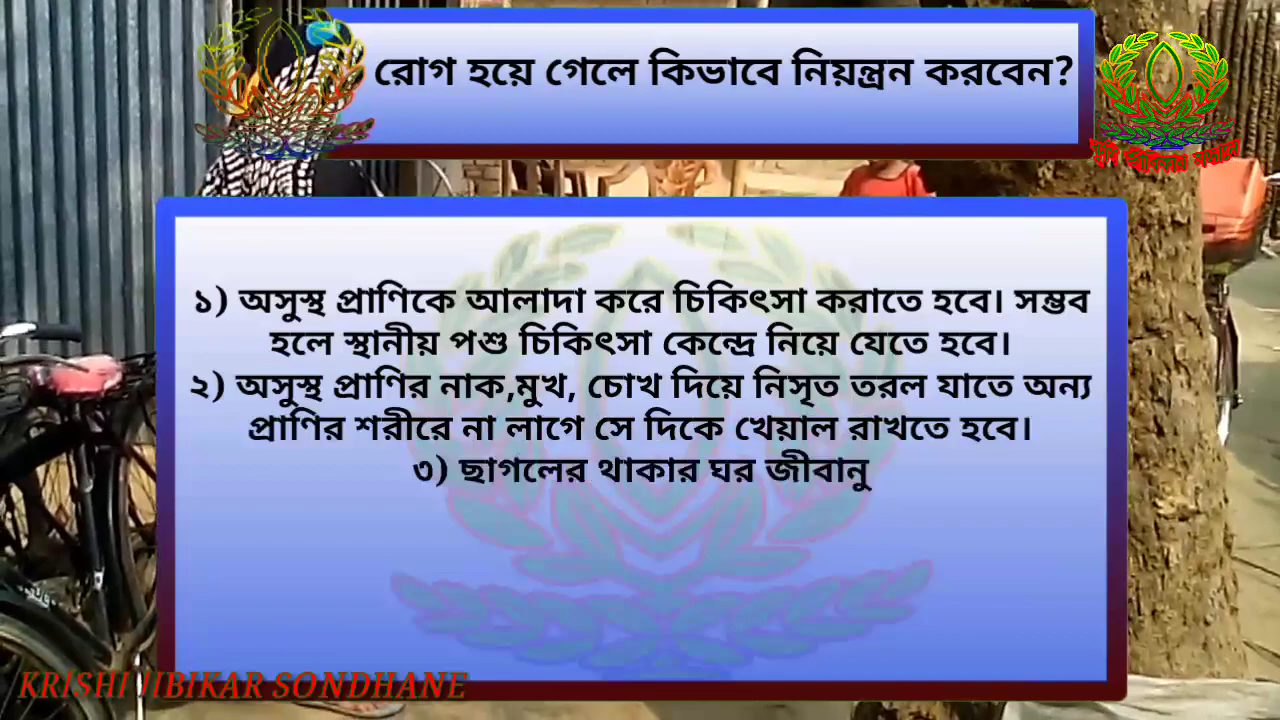 রোগ হয়ে গেলে কিভাবে নিয়ন্ত্রন করবেন?
কৃষি জীবিকার সন্ধানে
১) অসুস্থ প্রাণিকে আলাদা করে চিকিৎসা করাতে হবে। সম্ভব
হলে স্থানীয় পশু চিকিৎসা কেন্দ্রে নিয়ে যেতে হবে।
২) অসুস্থ প্রাণির নাক,মুখ, চোখ দিয়ে নিসৃত তরল যাতে অন্য
প্রাণির শরীরে না লাগে সে দিকে খেয়াল রাখতে হবে।
৩) ছাগলের থাকার ঘর জীবানু
KRISHI JIBIKAR SONDHANE